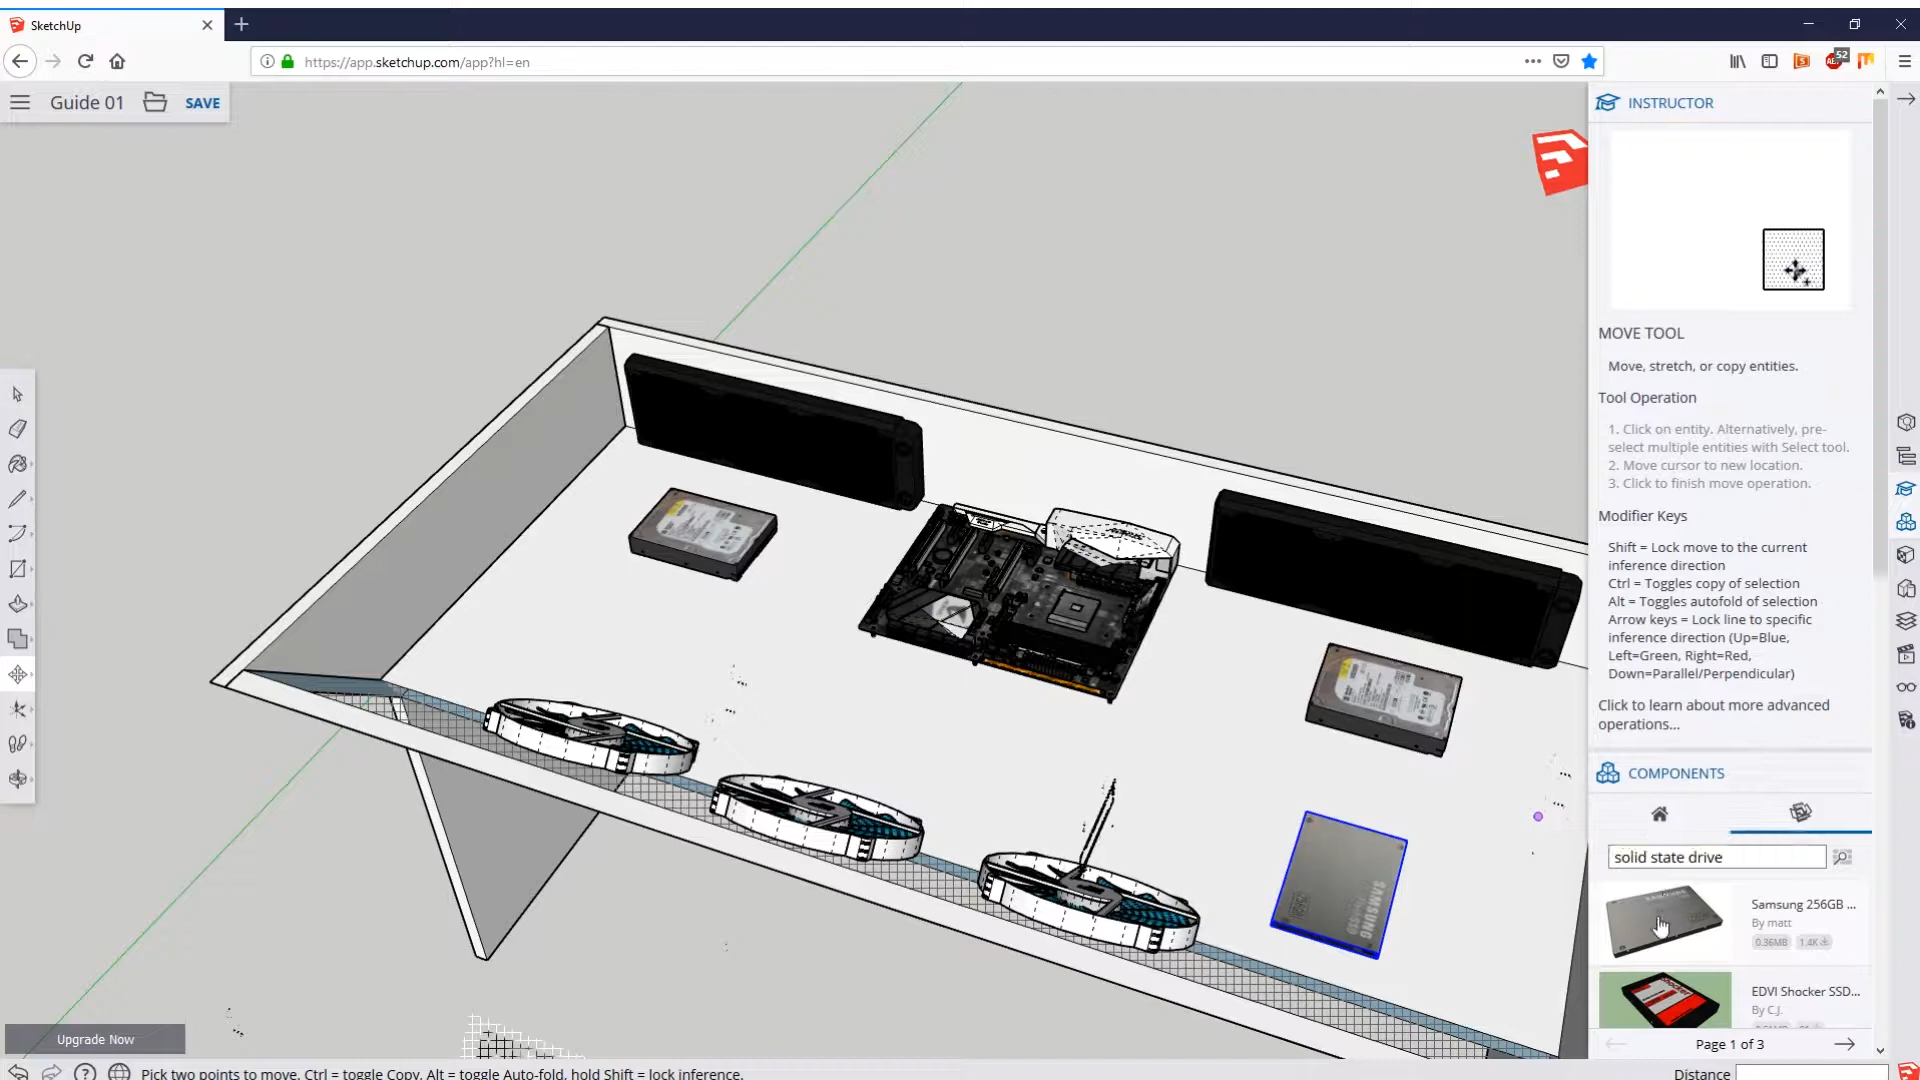 SketchUp
https://app.sketchup.com/app?hl=en
52
Guide 01
SAVE
INSTRUCTOR
MOVE TOOL
Move, stretch, or copy entities.
Tool Operation
1. Click on entity. Alternatively, pre-
select multiple entities with Select tool.
2. Move cursor to new location.
3. Click to finish move operation.
Modifier Keys
Shift = Lock move to the current
inference direction
Ctrl = Toggles copy of selection
Alt = Toggles autofold of selection
Arrow keys = Lock line to specific
inference direction (Up=Blue,
Left=Green, Right=Red,
Down=Parallel/Perpendicular)
Click to learn about more advanced
operations...
COMPONENTS
solid state drive
Samsung 256GB ...
By matt
0.36MB 1.4K
EDVI Shocker SSD...
By C.J.
SAMSUNG
Page 1 of 3
Upgrade Now
Pick two points to move. Ctrl = toggle Copy, Alt = toggle Auto-fold, hold Shift = lock inference.
Distance